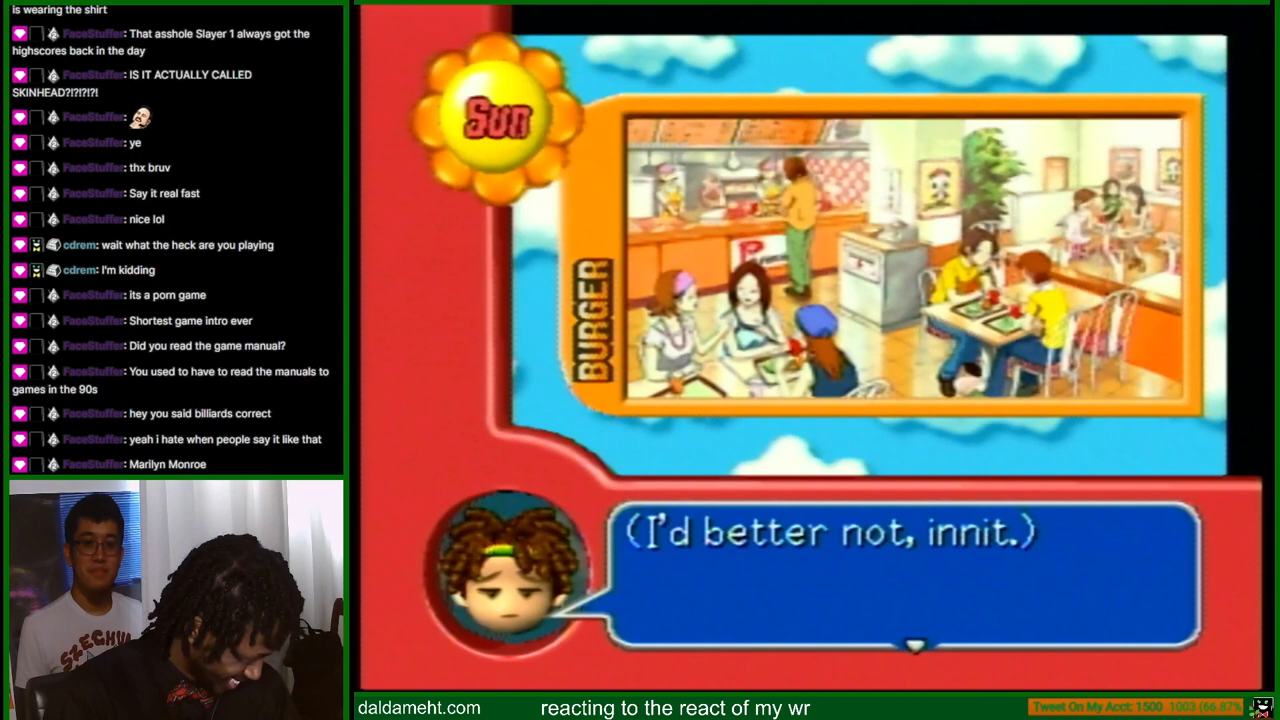 is wearing the shirt
FaceStuffer: That asshole Slayer 1 always got the
highscores back in the day
FaceStuffer: IS IT ACTUALLY CALLED
SKINHEAD?!?!?!?!
FaceStuffer:
FaceStuffer: ye
FaceStuffer: thx bruv
FaceStuffer: Say it real fast
FaceStuffer: nice lol
cdrem: wait what the heck are you playing
cdrem: I'm kidding
FaceStuffer: its a porn game
FaceStuffer: Shortest game intro ever
FaceStuffer: Did you read the game manual?
FaceStuffer: You used to have to read the manuals to
games in the 90s
FaceStuffer: hey you said billiards correct
FaceStuffer: yeah i hate when people say it like that
FaceStuffer: Marilyn Monroe
Sun
BURGER
(I'd better not, innit.)
daldameht.com
reacting to the react of my wr
Tweet On My Acct: 1500 1003 (66.87%